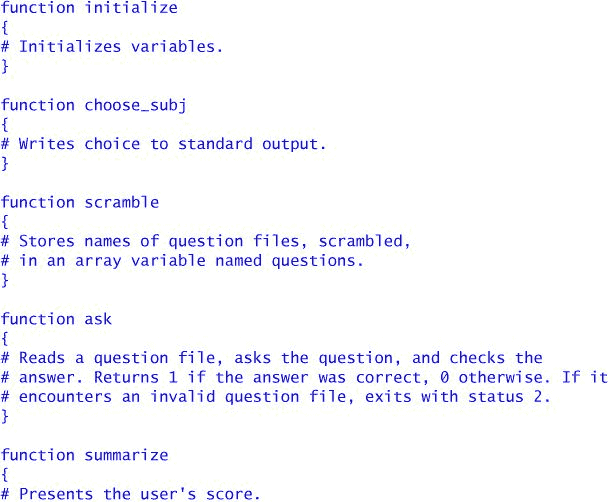 function initialize
{
# Initializes variables.
}
function choose_subj
{
# Writes choice to standard output.
}
function scramble
{
# Stores names of question files, scrambled,
# in an array variable named questions.
}
function ask
{
# Reads a question file, asks the question, and checks the
# answer. Returns 1 if the answer was correct, 0 otherwise. If it
# encounters an invalid question file, exits with status 2.
}
function summarize
{
# Presents the user's score.